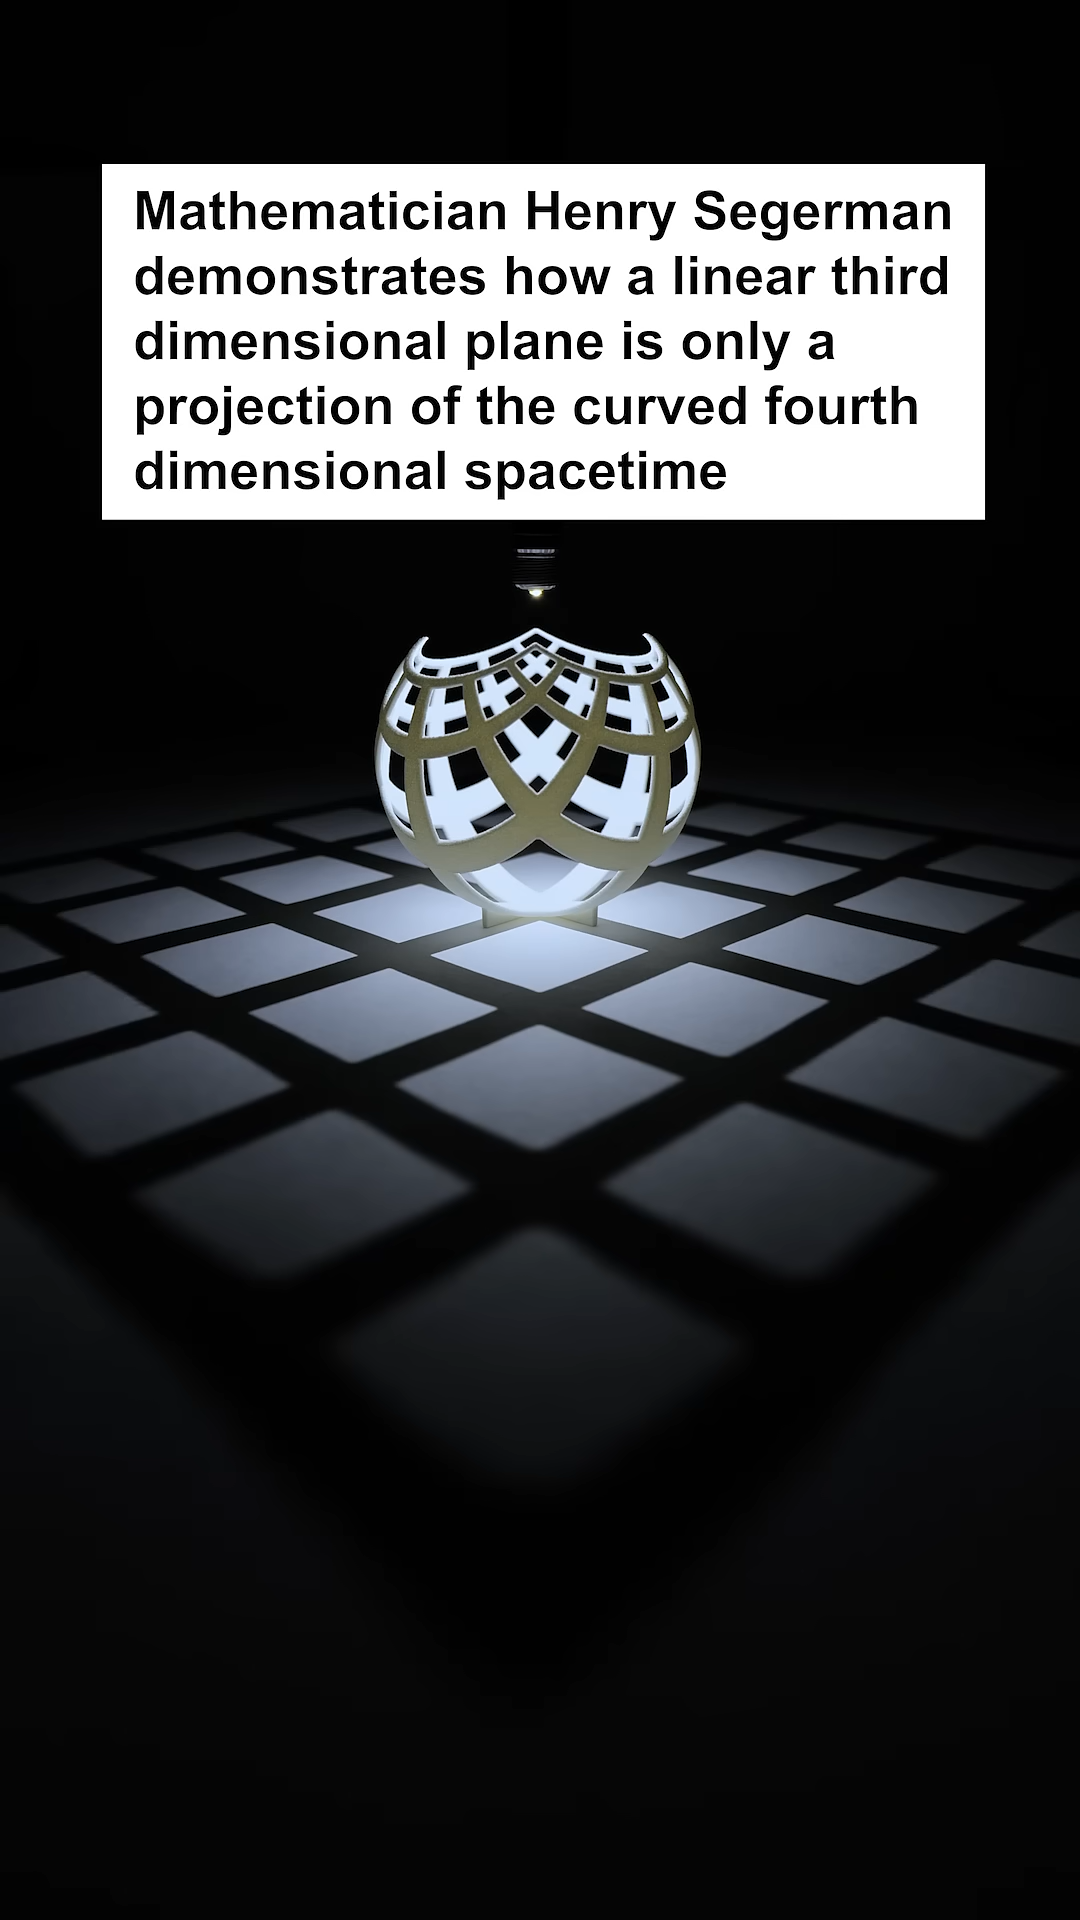 Mathematician Henry Segerman
demonstrates how a linear third
dimensional plane is only a
projection of the curved fourth
dimensional spacetime